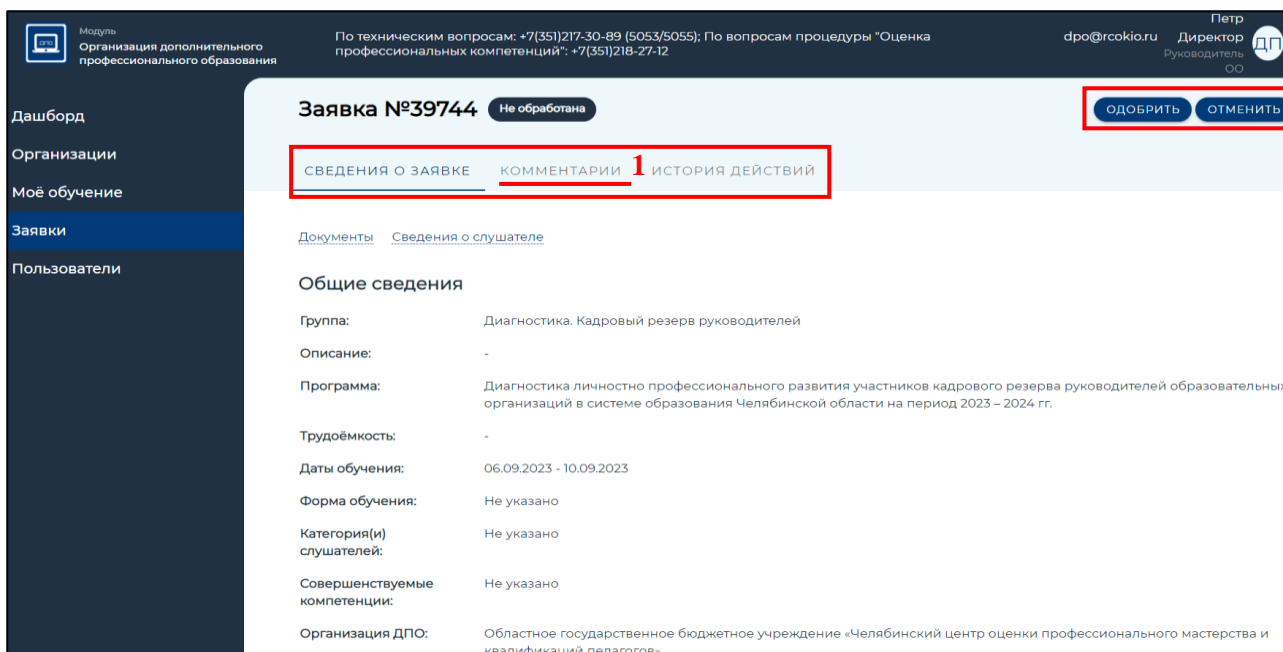 дпо
Модуль
Организация дополнительного
профессионального образования
По техническим вопросам: +7(351)217-30-89 (5053/5055); По вопросам процедуры "Оценка
профессиональных компетенций": +7(351)218-27-12
dpo@rcokio.ru
Петр
Директор
Руководитель
ОО
ДП
Дашборд
Организации
Моё обучение
Заявки
Пользователи
Заявка №39744 Не обработана
ОДОБРИТЬ ОТМЕНИТЬ
СВЕДЕНИЯ О ЗАЯВКЕ КОММЕНТАРИИ 1 ИСТОРИЯ ДЕЙСТВИЙ
Документы Сведения о слушателе
Общие сведения
Группа: Диагностика. Кадровый резерв руководителей
Описание: -
Программа: Диагностика личностно профессионального развития участников кадрового резерва руководителей образовательных
организаций в системе образования Челябинской области на период 2023 – 2024 гг.
Трудоёмкость: -
Даты обучения: 06.09.2023 - 10.09.2023
Форма обучения: Не указано
Категория(и) Не указано
слушателей:
Совершенствуемые Не указано
компетенции:
Организация ДПО: Областное государственное бюджетное учреждение «Челябинский центр оценки профессионального мастерства и
квалификаций педагогов»